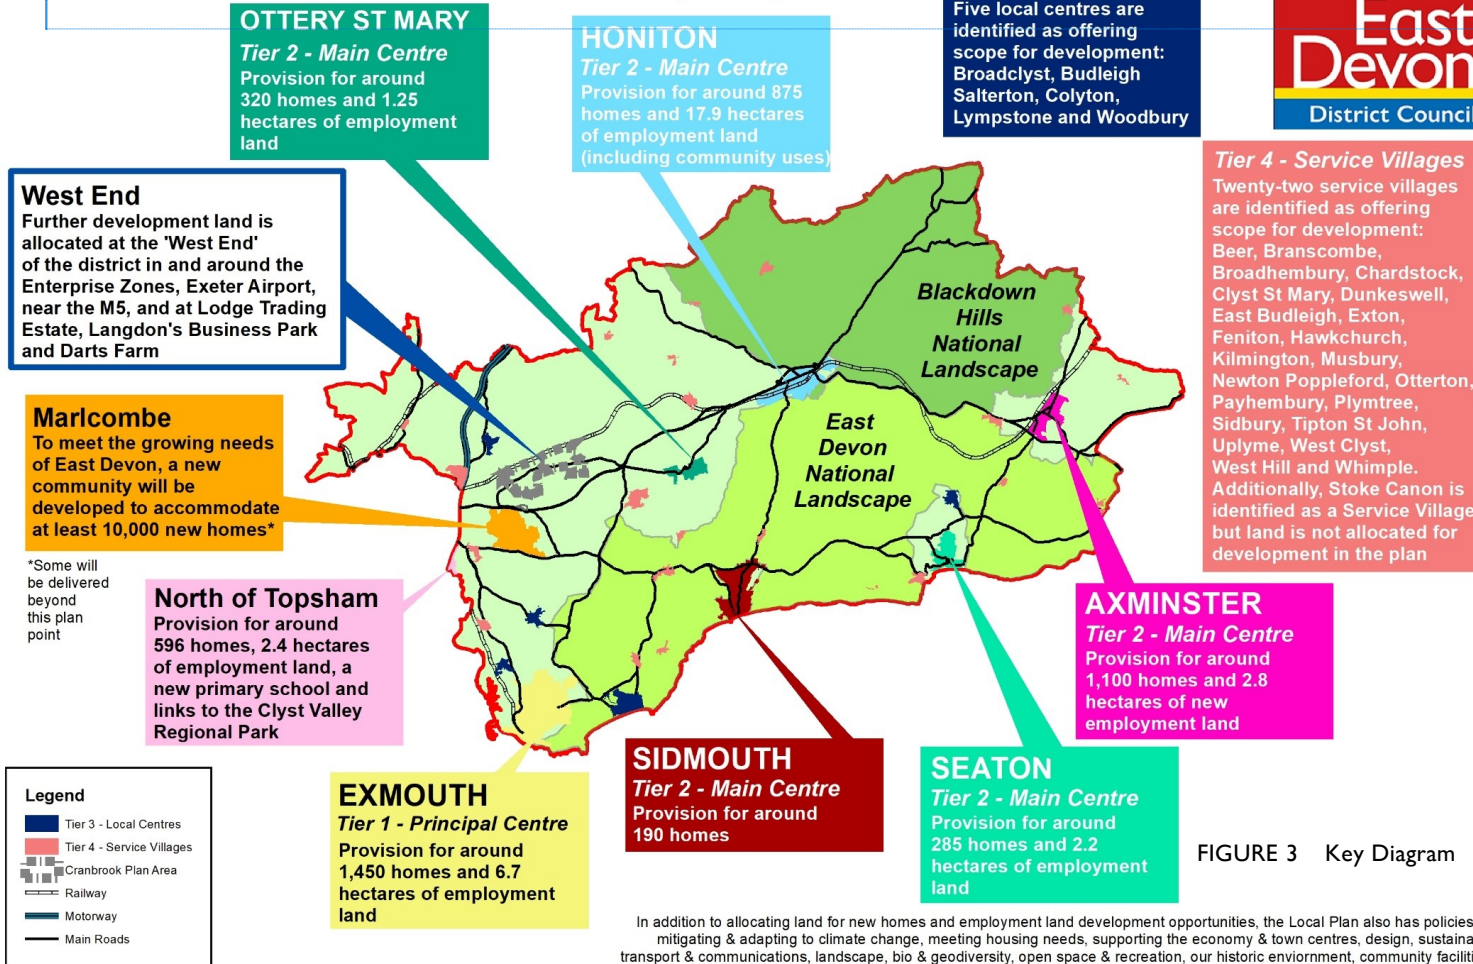 OTTERY ST MARY
Tier 2 - Main Centre
Provision for around
320 homes and 1.25
hectares of employment
land
HONITON
Tier 2 - Main Centre
Provision for around 875
homes and 17.9 hectares
of employment land
(including community uses)
Five local centres are
identified as offering
scope for development:
Broadclyst, Budleigh
Salterton, Colyton,
Lympstone and Woodbury
East
Devon
District Council
West End
Further development land is
allocated at the 'West End'
of the district in and around the
Enterprise Zones, Exeter Airport,
near the M5, and at Lodge Trading
Estate, Langdon's Business Park
and Darts Farm
Tier 4 - Service Villages
Twenty-two service villages
are identified as offering
scope for development:
Beer, Branscombe,
Broadhembury, Chardstock,
Clyst St Mary, Dunkeswell,
East Budleigh, Exton,
Feniton, Hawkchurch,
Kilmington, Musbury,
Newton Poppleford, Otterton,
Payhembury, Plymtree,
Sidbury, Tipton St John,
Uplyme, West Clyst,
West Hill and Whimple.
Additionally, Stoke Canon is
identified as a Service Village
but land is not allocated for
development in the plan
Blackdown
Hills
National
Landscape
East
Devon
National
Landscape
Marlcombe
To meet the growing needs
of East Devon, a new
community will be
developed to accommodate
at least 10,000 new homes*
*Some will
be delivered
beyond
this plan
point
North of Topsham
Provision for around
596 homes, 2.4 hectares
of employment land, a
new primary school and
links to the Clyst Valley
Regional Park
AXMINSTER
Tier 2 - Main Centre
Provision for around
1,100 homes and 2.8
hectares of new
employment land
EXMOUTH
Tier 1 - Principal Centre
Provision for around
1,450 homes and 6.7
hectares of employment
land
SIDMOUTH
Tier 2 - Main Centre
Provision for around
190 homes
SEATON
Tier 2 - Main Centre
Provision for around
285 homes and 2.2
hectares of employment
land
Legend
Tier 3 - Local Centres
Tier 4 - Service Villages
Cranbrook Plan Area
Railway
Motorway
Main Roads
FIGURE 3 Key Diagram
In addition to allocating land for new homes and employment land development opportunities, the Local Plan also has policies
mitigating & adapting to climate change, meeting housing needs, supporting the economy & town centres, design, sustaina
transport & communications, landscape, bio & geodiversity, open space & recreation, our historic enviornment, community faciliti